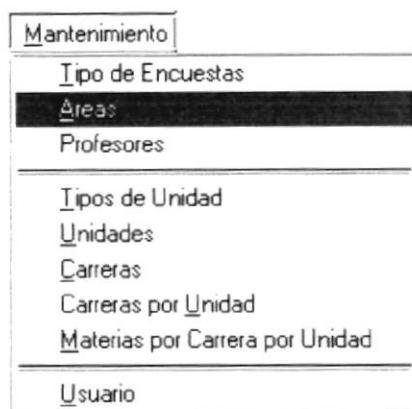 Mantenimiento
Tipo de Encuestas
Areas
Profesores
Tipos de Unidad
Unidades
Carreras
Carreras por Unidad
Materias por Carrera por Unidad
Usuario